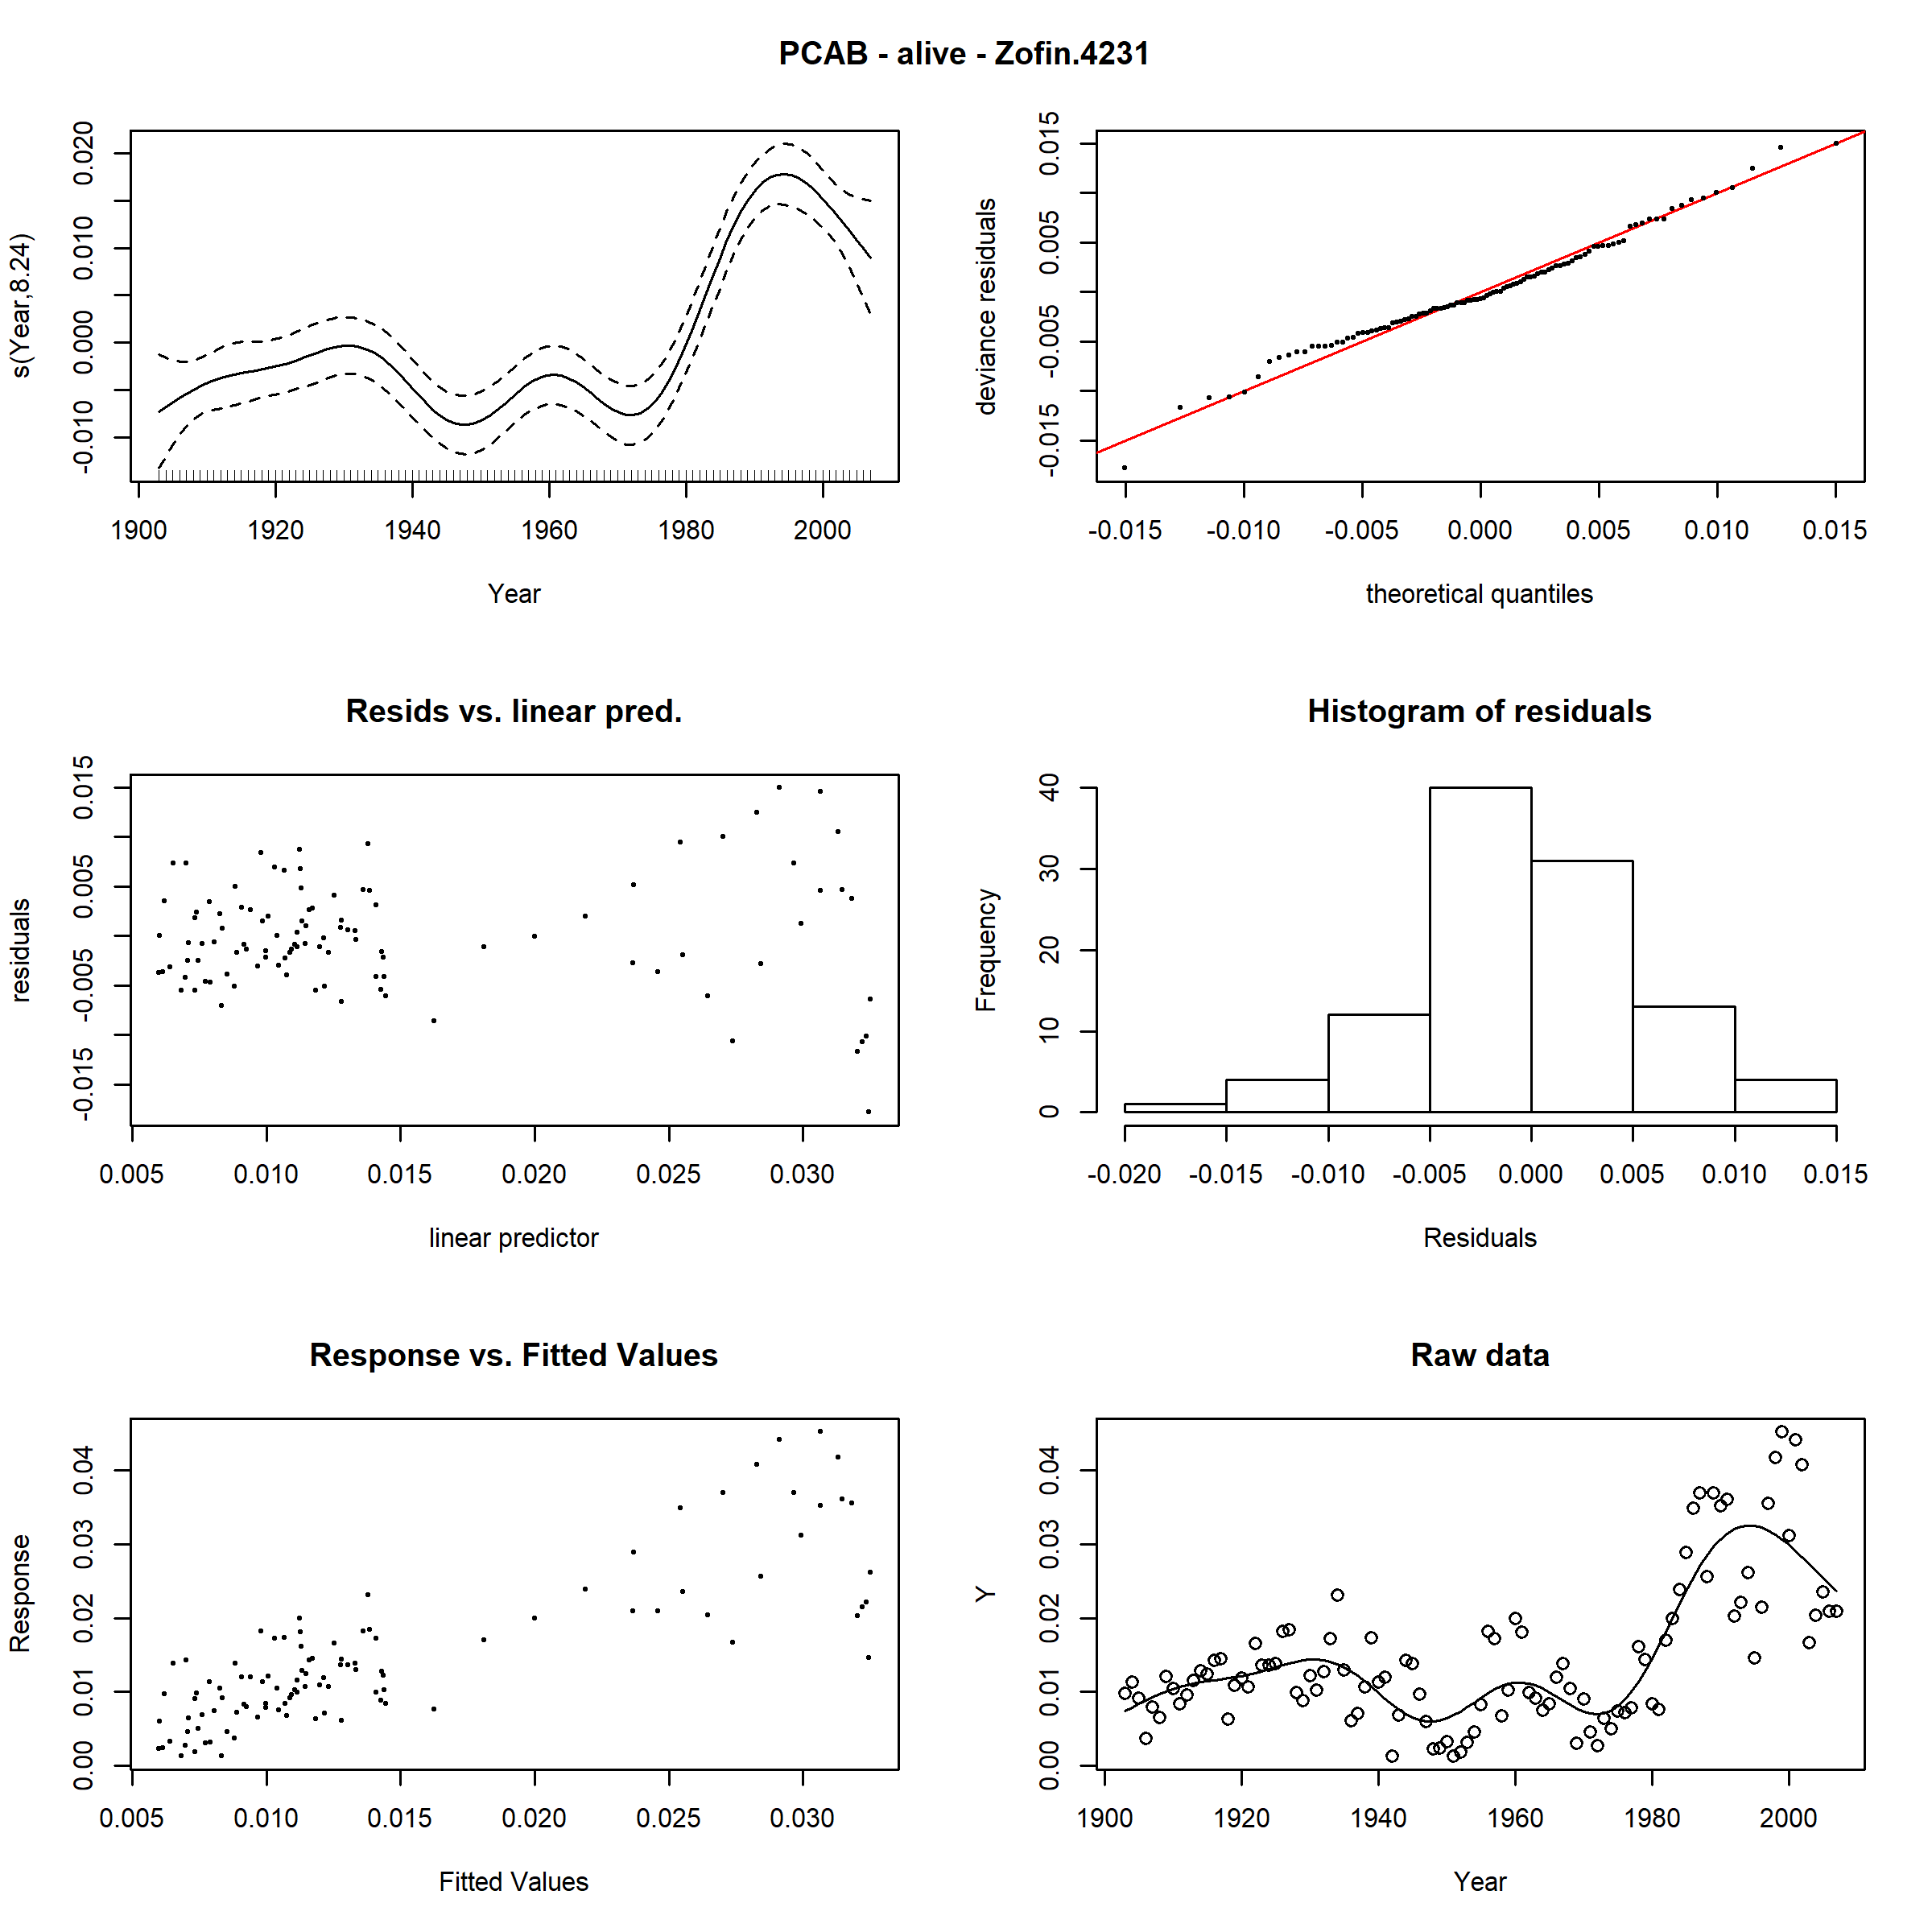 PCAB - alive - Zofin.4231
s(Year,8.24)
-0.010 0.000 0.010 0.020
1900 1920 1940 1960 1980 2000
Year
deviance residuals
-0.015 -0.005 0.005 0.015
-0.015 -0.010 -0.005 0.000 0.005 0.010 0.015
theoretical quantiles
Resids vs. linear pred.
residuals
-0.015 -0.005 0.005 0.015
0.005 0.010 0.015 0.020 0.025 0.030
linear predictor
Histogram of residuals
Frequency
0 10 20 30 40
-0.020 -0.015 -0.010 -0.005 0.000 0.005 0.010 0.015
Residuals
Response vs. Fitted Values
Response
0.00 0.01 0.02 0.03 0.04
0.005 0.010 0.015 0.020 0.025 0.030
Fitted Values
Raw data
Y
0.00 0.01 0.02 0.03 0.04
1900 1920 1940 1960 1980 2000
Year